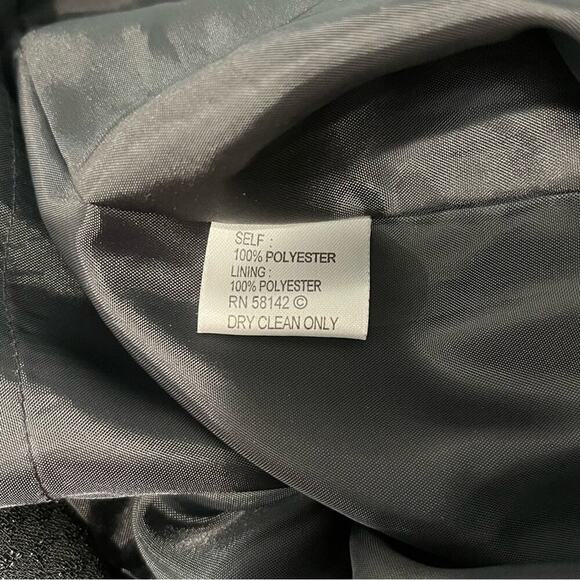 SELF :
100% POLYESTER
LINING :
100% POLYESTER
RN 58142 ©
DRY CLEAN ONLY